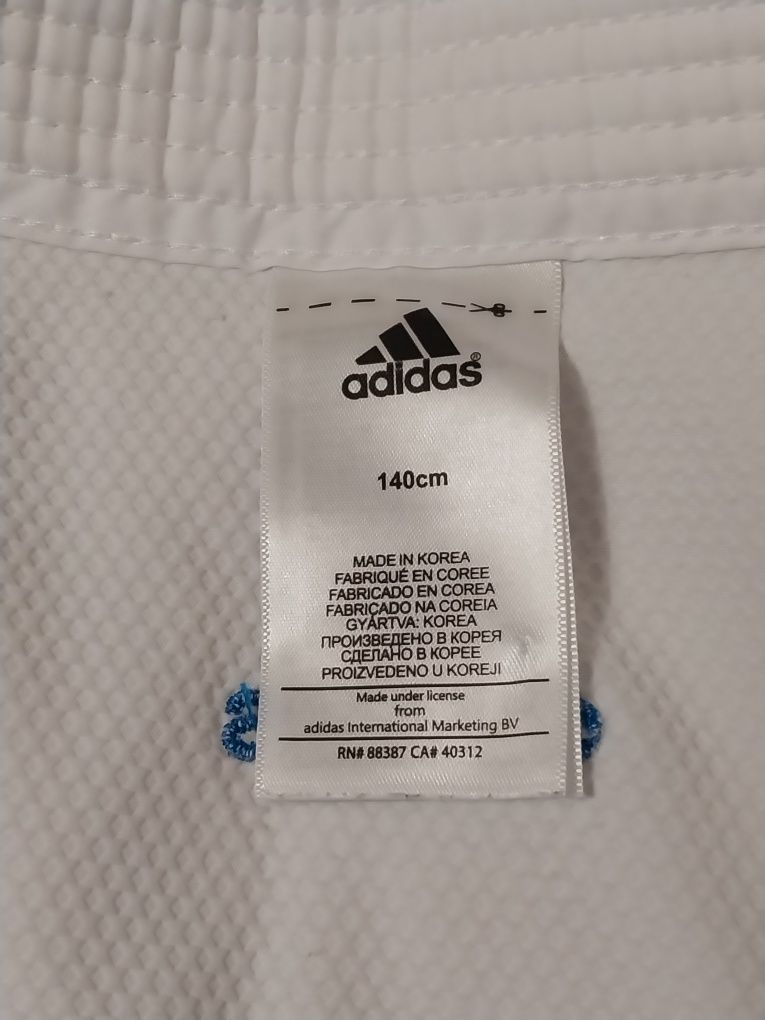 adidas®
140cm
MADE IN KOREA
FABRIQUÉ EN COREE
FABRICADO EN COREA
FABRICADO NA COREIA
GYÁRTVA: KOREA
ПРОИЗВЕДЕНО В КОРЕЯ
СДЕЛАНО В КОРЕЕ
PROIZVEDENO U KOREJI
Made under license
from
adidas International Marketing BV
RN# 88387 CA# 40312